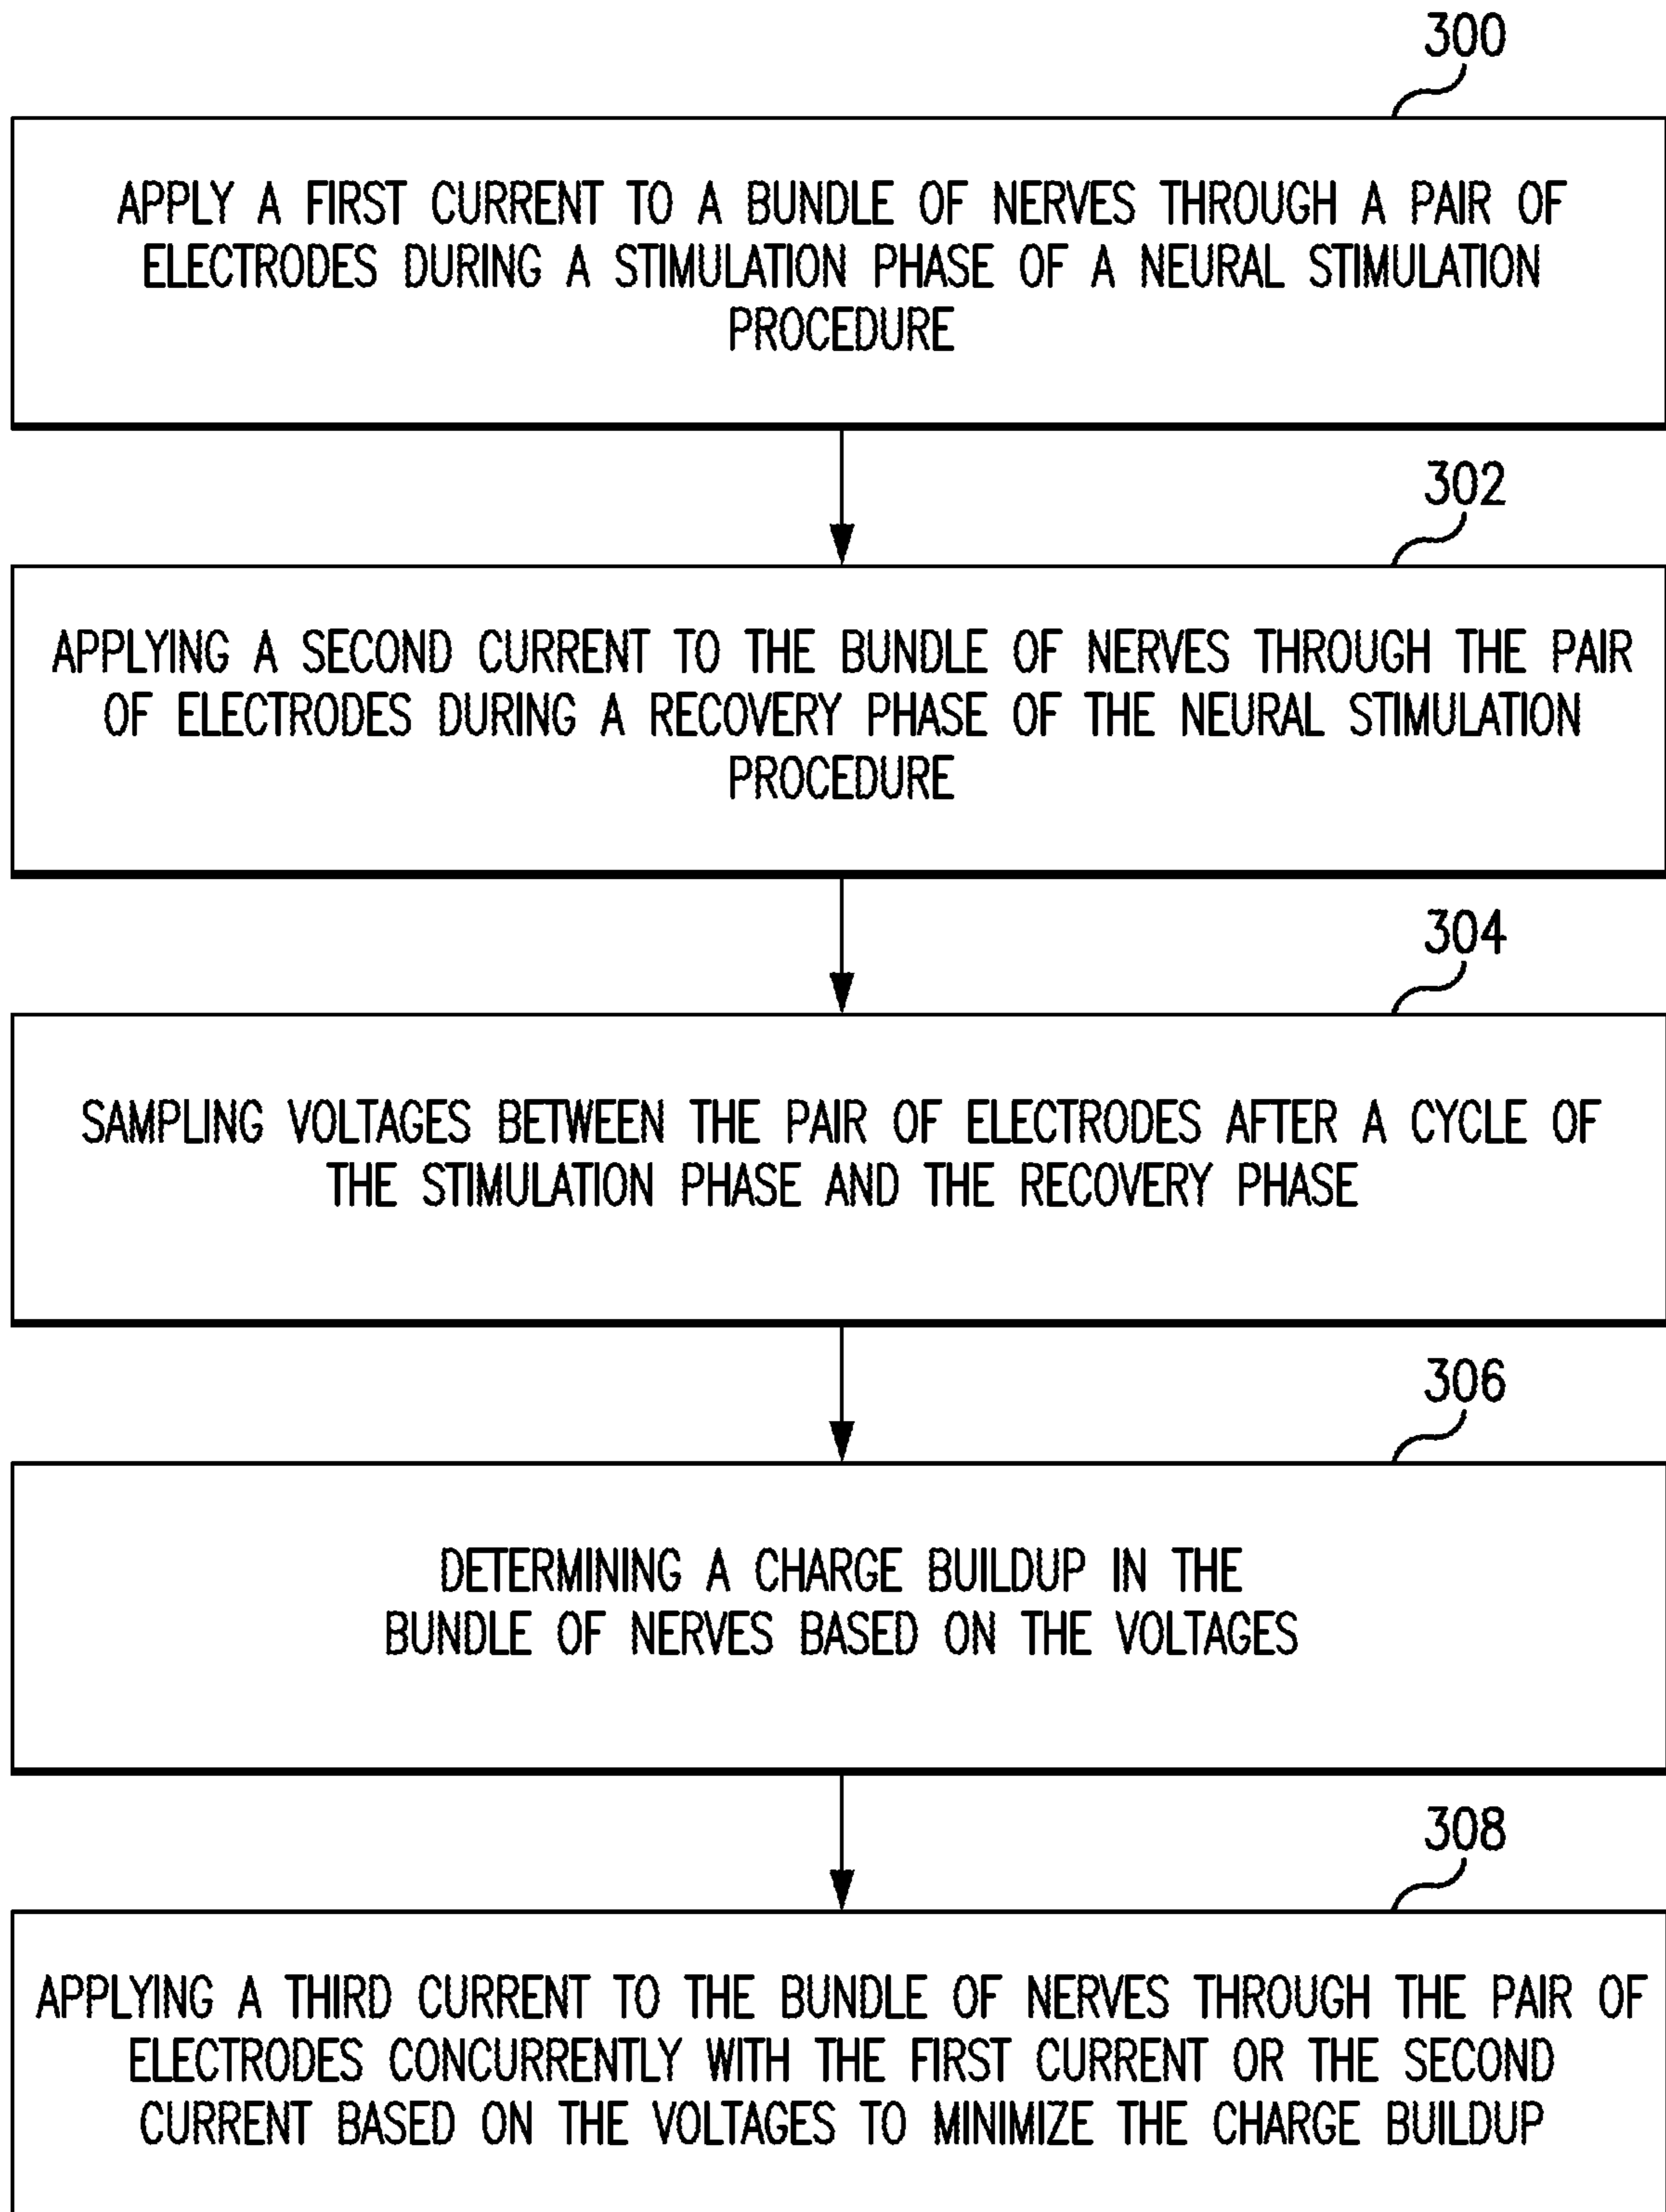 300
APPLY A FIRST CURRENT TO A BUNDLE OF NERVES THROUGH A PAIR OF
ELECTRODES DURING A STIMULATION PHASE OF A NEURAL STIMULATION
PROCEDURE
302
APPLYING A SECOND CURRENT TO THE BUNDLE OF NERVES THROUGH THE PAIR
OF ELECTRODES DURING A RECOVERY PHASE OF THE NEURAL STIMULATION
PROCEDURE
304
SAMPLING VOLTAGES BETWEEN THE PAIR OF ELECTRODES AFTER A CYCLE OF
THE STIMULATION PHASE AND THE RECOVERY PHASE
306
DETERMINING A CHARGE BUILDUP IN THE
BUNDLE OF NERVES BASED ON THE VOLTAGES
308
APPLYING A THIRD CURRENT TO THE BUNDLE OF NERVES THROUGH THE PAIR OF
ELECTRODES CONCURRENTLY WITH THE FIRST CURRENT OR THE SECOND
CURRENT BASED ON THE VOLTAGES TO MINIMIZE THE CHARGE BUILDUP